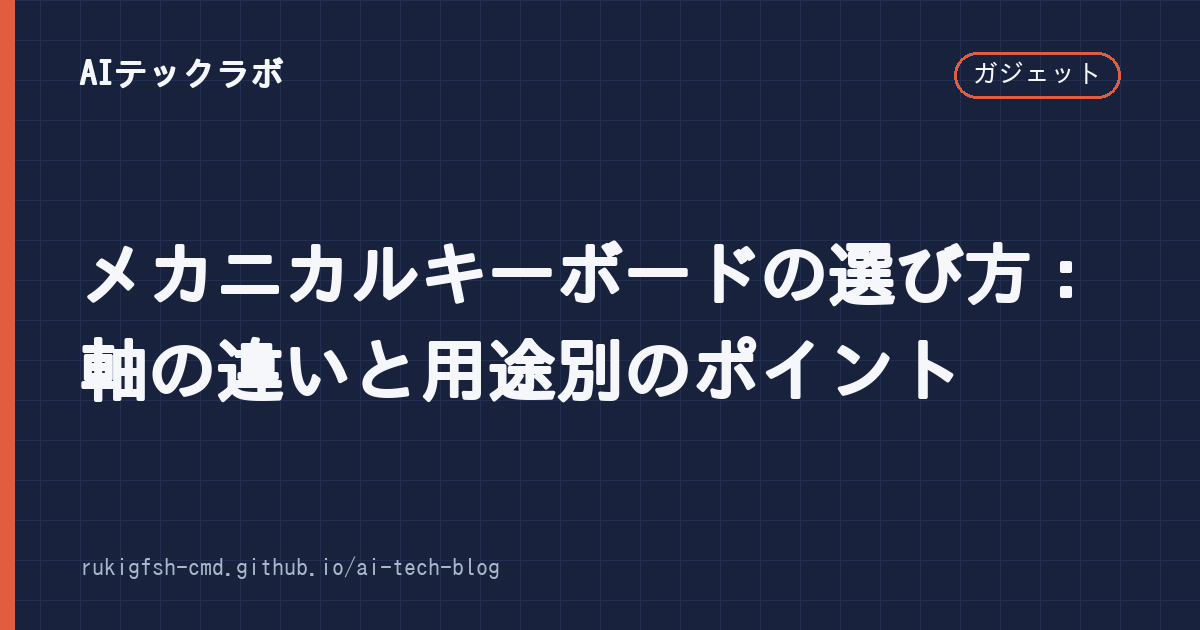 AIテックラボ
ガジェット
メカニカルキーボードの選び方：
軸の違いと用途別のポイント
rukigfsh-cmd.github.io/ai-tech-blog